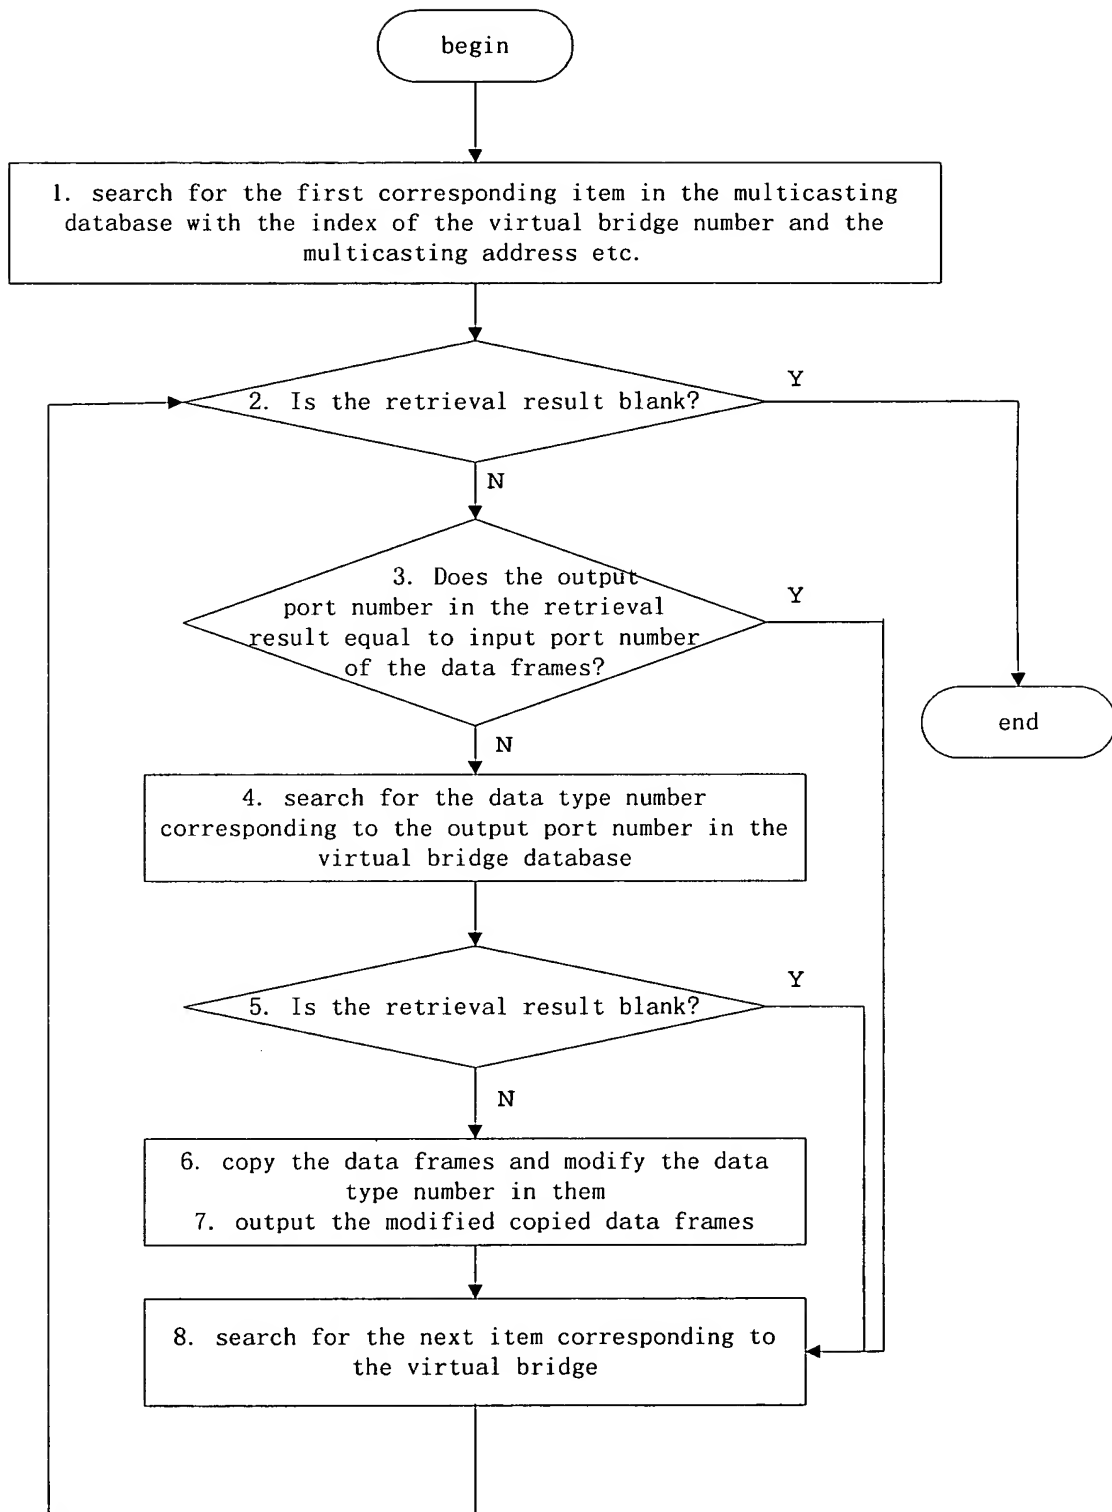 begin
1. search for the first corresponding item in the multicasting
database with the index of the virtual bridge number and the
multicasting address etc.
2. Is the retrieval result blank?
Y
N
3. Does the output
port number in the retrieval
result equal to input port number
of the data frames?
Y
N
end
4. search for the data type number
corresponding to the output port number in the
virtual bridge database
5. Is the retrieval result blank?
Y
N
6. copy the data frames and modify the data
type number in them
7. output the modified copied data frames
8. search for the next item corresponding to
the virtual bridge